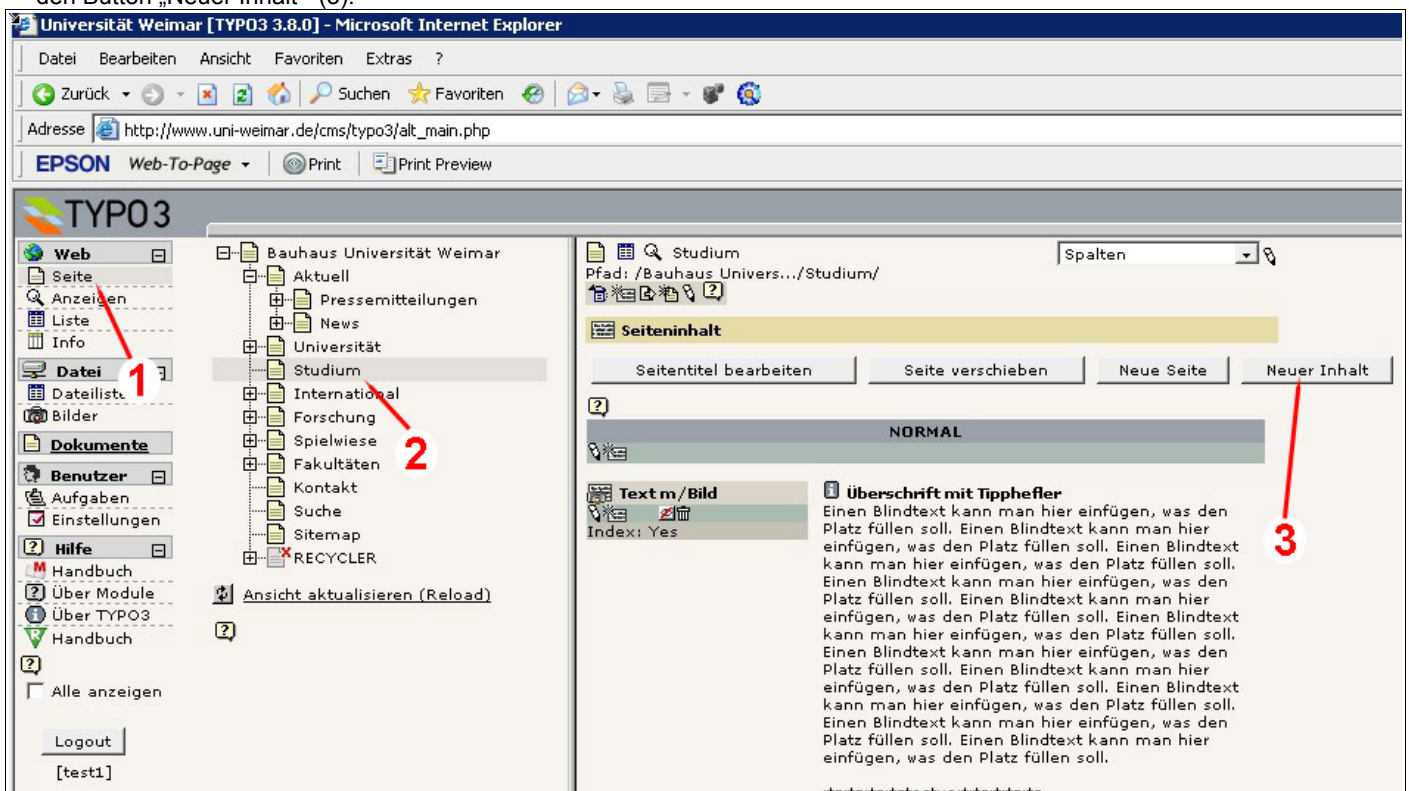 den Button „Neuer Inhalt“ (3).
Universität Weimar [TYPO3 3.8.0] - Microsoft Internet Explorer
Datei Bearbeiten Ansicht Favoriten Extras ?
Zurück Suchen Favoriten
Adresse http://www.uni-weimar.de/cms/typo3/alt_main.php
EPSON Web-To-Page Print Print Preview
TYPO3
Web
Seite
Anzeigen
Liste
Info
Datei
Dateiliste
Bilder
Dokumente
Benutzer
Aufgaben
Einstellungen
Hilfe
Handbuch
Über Module
Über TYPO3
Handbuch
Alle anzeigen
Logout
[test1]
1
Bauhaus Universität Weimar
Aktuell
Pressemitteilungen
News
Universität
Studium
International
Forschung
Spielwiese
Fakultäten
Kontakt
Suche
Sitemap
RECYCLER
Ansicht aktualisieren (Reload)
2
Studium Spalten
Pfad: /Bauhaus Univers.../Studium/
Seiteninhalt
Seitentitel bearbeiten Seite verschieben Neue Seite Neuer Inhalt
NORMAL
Text m/Bild
Index: Yes
Überschrift mit Tipphefler
Einen Blindtext kann man hier einfügen, was den
Platz füllen soll. Einen Blindtext kann man hier
einfügen, was den Platz füllen soll. Einen Blindtext
kann man hier einfügen, was den Platz füllen soll.
Einen Blindtext kann man hier einfügen, was den
Platz füllen soll. Einen Blindtext kann man hier
einfügen, was den Platz füllen soll. Einen Blindtext
kann man hier einfügen, was den Platz füllen soll.
Einen Blindtext kann man hier einfügen, was den
Platz füllen soll. Einen Blindtext kann man hier
einfügen, was den Platz füllen soll. Einen Blindtext
kann man hier einfügen, was den Platz füllen soll.
Einen Blindtext kann man hier einfügen, was den
Platz füllen soll. Einen Blindtext kann man hier
einfügen, was den Platz füllen soll.
3